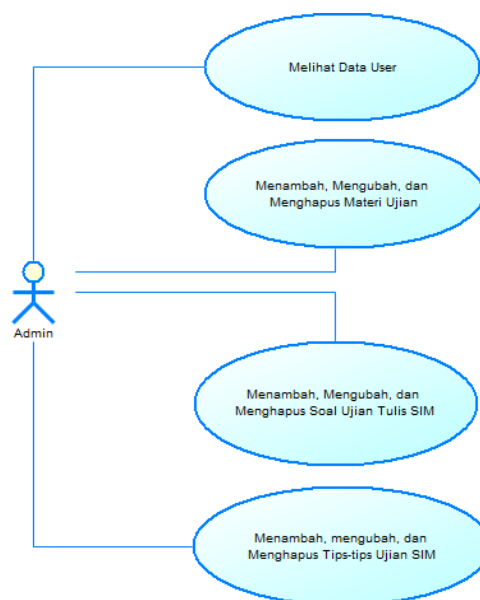 Melihat Data User
Menambah, Mengubah, dan
Menghapus Materi Ujian
Admin
Menambah, Mengubah, dan
Menghapus Soal Ujian Tulis SIM
Menambah, mengubah, dan
Menghapus Tips-tips Ujian SIM